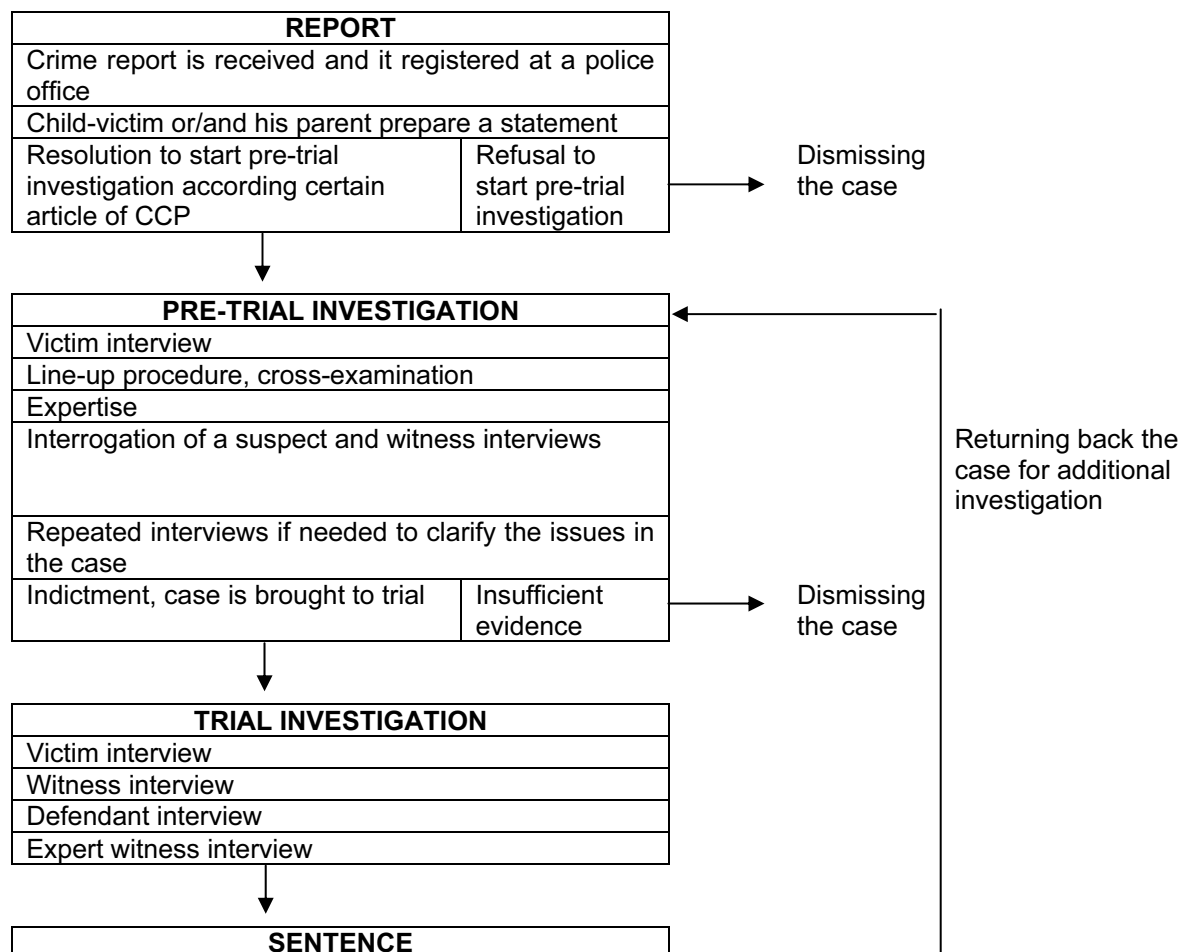 REPORT
Crime report is received and it registered at a police
office
Child-victim or/and his parent prepare a statement
Resolution to start pre-trial
investigation according certain
article of CCP
Refusal to
start pre-trial
investigation
Dismissing
the case
PRE-TRIAL INVESTIGATION
Victim interview
Line-up procedure, cross-examination
Expertise
Interrogation of a suspect and witness interviews
Returning back the
case for additional
investigation
Repeated interviews if needed to clarify the issues in
the case
Indictment, case is brought to trial
Insufficient
evidence
Dismissing
the case
TRIAL INVESTIGATION
Victim interview
Witness interview
Defendant interview
Expert witness interview
SENTENCE